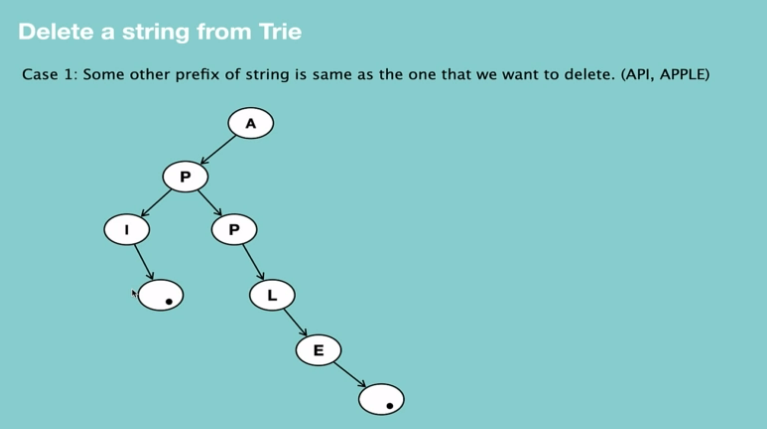 Delete a string from Trie
Case 1: Some other prefix of string is same as the one that we want to delete. (API, APPLE)
A
P
I
P
L
E